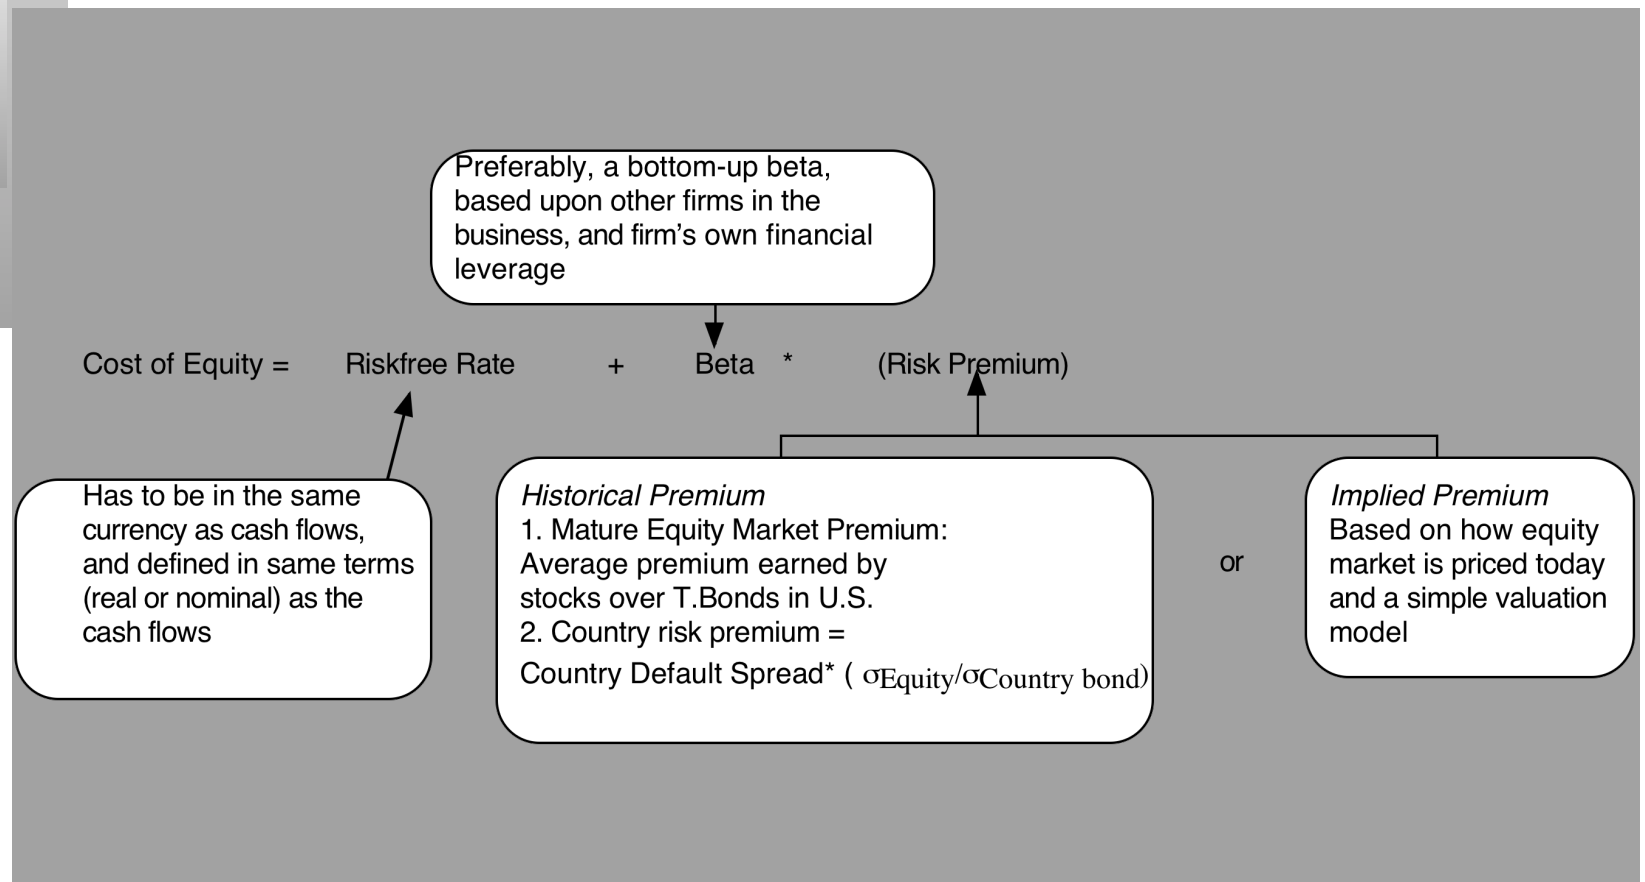 Preferably, a bottom-up beta,
based upon other firms in the
business, and firm’s own financial
leverage
Cost of Equity = Riskfree Rate + Beta * (Risk Premium)
Has to be in the same
currency as cash flows,
and defined in same terms
(real or nominal) as the
cash flows
Historical Premium
1. Mature Equity Market Premium:
Average premium earned by
stocks over T.Bonds in U.S.
2. Country risk premium =
Country Default Spread* ( σEquity/σCountry bond)
or
Implied Premium
Based on how equity
market is priced today
and a simple valuation
model